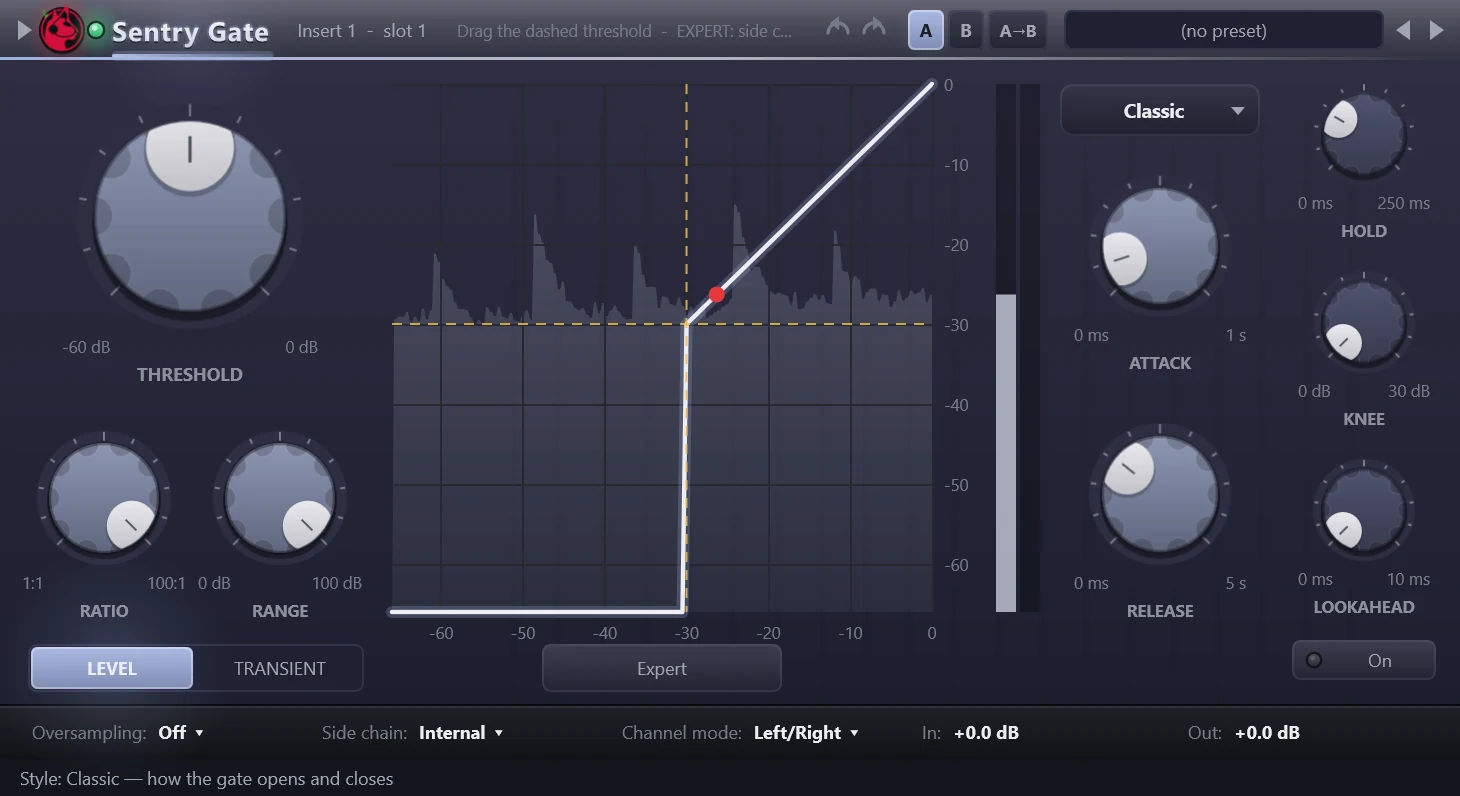 Sentry Gate
Insert 1 - slot 1
Drag the dashed threshold - EXPERT: side c...
A
B
A→B
(no preset)
-60 dB
0 dB
THRESHOLD
1:1
100:1
RATIO
0 dB
100 dB
RANGE
LEVEL
TRANSIENT
0
-10
-20
-30
-40
-50
-60
-60
-50
-40
-30
-20
-10
0
Expert
Classic
0 ms
1 s
ATTACK
0 ms
5 s
RELEASE
0 ms
250 ms
HOLD
0 dB
30 dB
KNEE
0 ms
10 ms
LOOKAHEAD
On
Oversampling: Off
Side chain: Internal
Channel mode: Left/Right
In: +0.0 dB
Out: +0.0 dB
Style: Classic — how the gate opens and closes